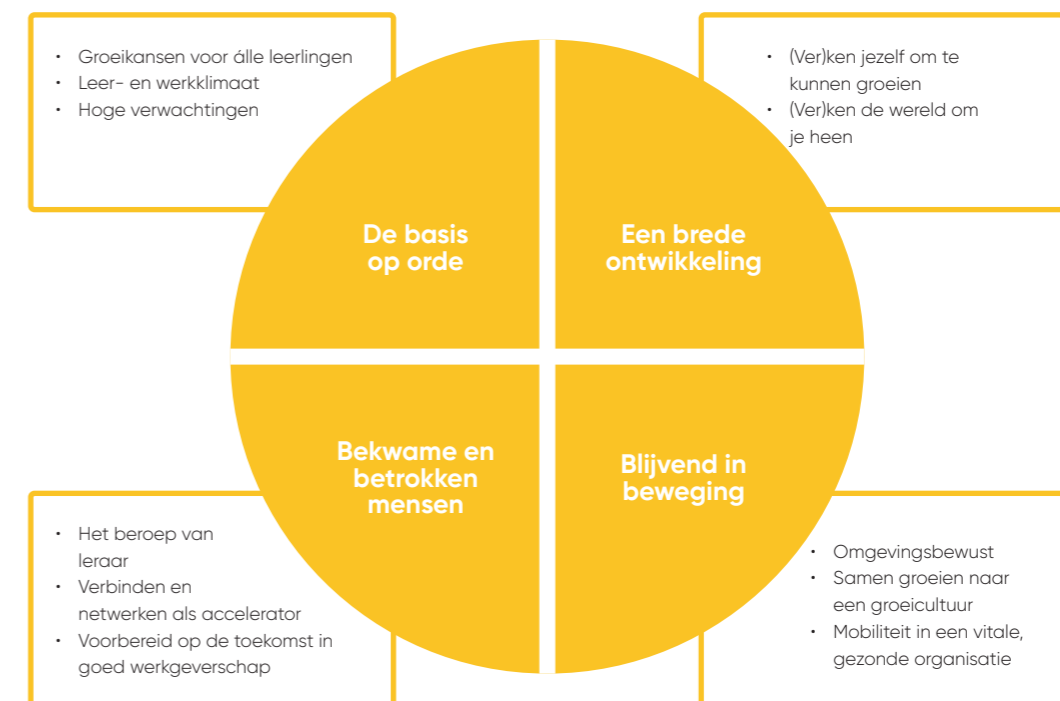 • Groeikansen voor álle leerlingen
• Leer- en werkklimaat
• Hoge verwachtingen
• (Ver)ken jezelf om te
kunnen groeien
• (Ver)ken de wereld om
je heen
De basis
op orde
Een brede
ontwikkeling
Bekwame en
betrokken
mensen
Blijvend in
beweging
• Het beroep van
leraar
• Verbinden en
netwerken als accelerator
• Voorbereid op de toekomst in
goed werkgeverschap
• Omgevingsbewust
• Samen groeien naar
een groeicultuur
• Mobiliteit in een vitale,
gezonde organisatie